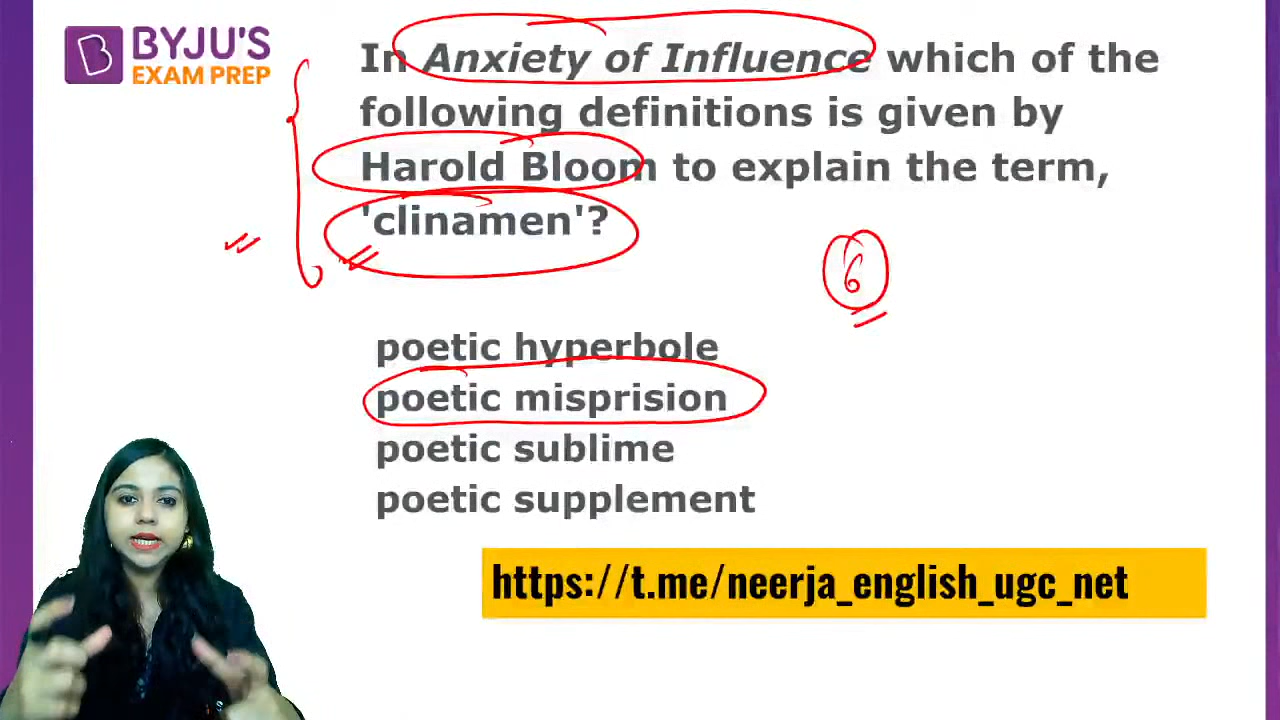 BYJU'S
EXAM PREP
In Anxiety of Influence which of the
following definitions is given by
Harold Bloom to explain the term,
'clinamen'?
6
poetic hyperbole
poetic misprision
poetic sublime
poetic supplement
https://t.me/neerja_english_ugc_net